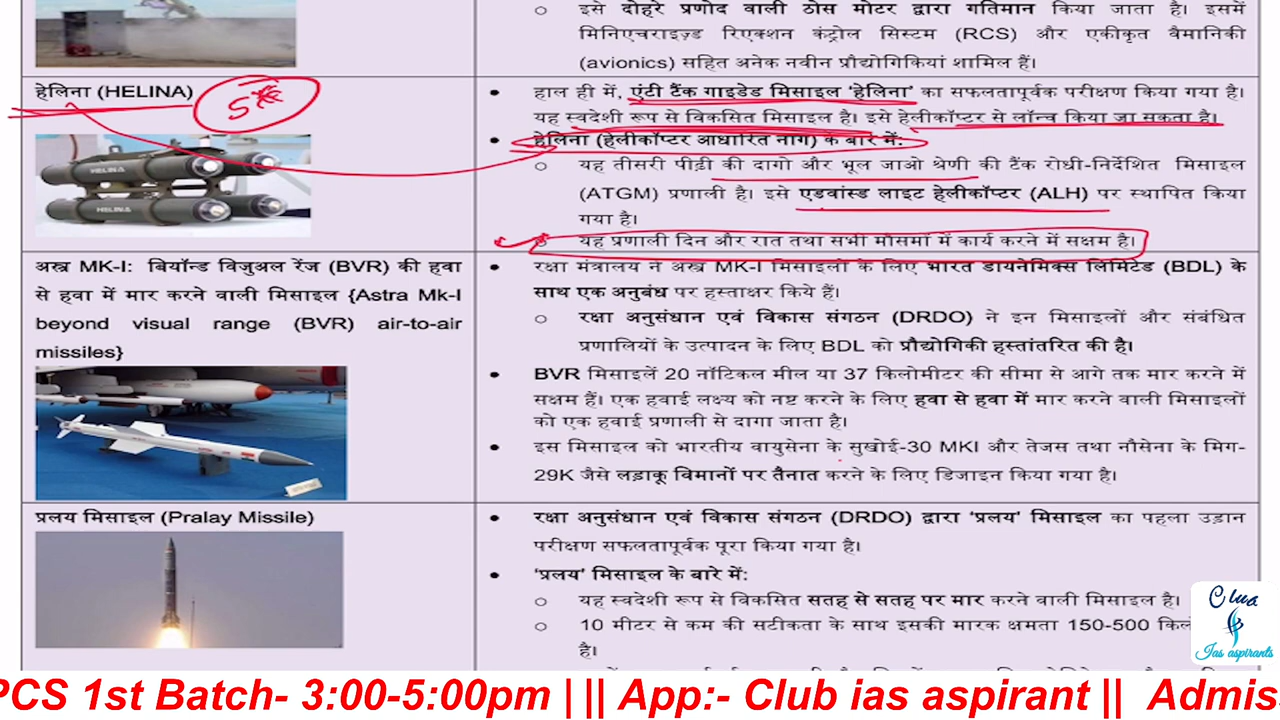 इसे दोहरे प्रणोद वाली ठोस मोटर द्वारा गतिमान किया जाता है। इसमें
मिनिएचराइज़्ड रिएक्शन कंट्रोल सिस्टम (RCS) और एकीकृत वैमानिकी
(avionics) सहित अनेक नवीन प्रौद्योगिकियां शामिल हैं।
हेलिना (HELINA)
HELINA
HELINA
हाल ही में, एंटी टैंक गाइडेड मिसाइल 'हेलिना' का सफलतापूर्वक परीक्षण किया गया है।
यह स्वदेशी रूप से विकसित मिसाइल है। इसे हेलीकॉप्टर से लॉन्च किया जा सकता है।
हेलिना (हेलीकॉप्टर आधारित नाग) के बारे में:
यह तीसरी पीढ़ी की दागो और भूल जाओ श्रेणी की टैंक रोधी-निर्देशित मिसाइल
(ATGM) प्रणाली है। इसे एडवांस्ड लाइट हेलीकॉप्टर (ALH) पर स्थापित किया
गया है।
यह प्रणाली दिन और रात तथा सभी मौसमों में कार्य करने में सक्षम है।
अस्त्र MK-I: बियॉन्ड विजुअल रेंज (BVR) की हवा
से हवा में मार करने वाली मिसाइल {Astra Mk-I
beyond visual range (BVR) air-to-air
missiles}
रक्षा मंत्रालय ने अस्त्र MK-I मिसाइलों के लिए भारत डायनेमिक्स लिमिटेड (BDL) के
साथ एक अनुबंध पर हस्ताक्षर किये हैं।
रक्षा अनुसंधान एवं विकास संगठन (DRDO) ने इन मिसाइलों और संबंधित
प्रणालियों के उत्पादन के लिए BDL को प्रौद्योगिकी हस्तांतरित की है।
BVR मिसाइलें 20 नॉटिकल मील या 37 किलोमीटर की सीमा से आगे तक मार करने में
सक्षम हैं। एक हवाई लक्ष्य को नष्ट करने के लिए हवा से हवा में मार करने वाली मिसाइलों
को एक हवाई प्रणाली से दागा जाता है।
इस मिसाइल को भारतीय वायुसेना के सुखोई-30 MKI और तेजस तथा नौसेना के मिग-
29K जैसे लड़ाकू विमानों पर तैनात करने के लिए डिजाइन किया गया है।
प्रलय मिसाइल (Pralay Missile)
रक्षा अनुसंधान एवं विकास संगठन (DRDO) द्वारा 'प्रलय' मिसाइल का पहला उड़ान
परीक्षण सफलतापूर्वक पूरा किया गया है।
'प्रलय' मिसाइल के बारे में:
यह स्वदेशी रूप से विकसित सतह से सतह पर मार करने वाली मिसाइल है।
10 मीटर से कम की सटीकता के साथ इसकी मारक क्षमता 150-500
है।
Club
Ias aspirants
PCS 1st Batch- 3:00-5:00pm | || App:- Club ias aspirant || Admis